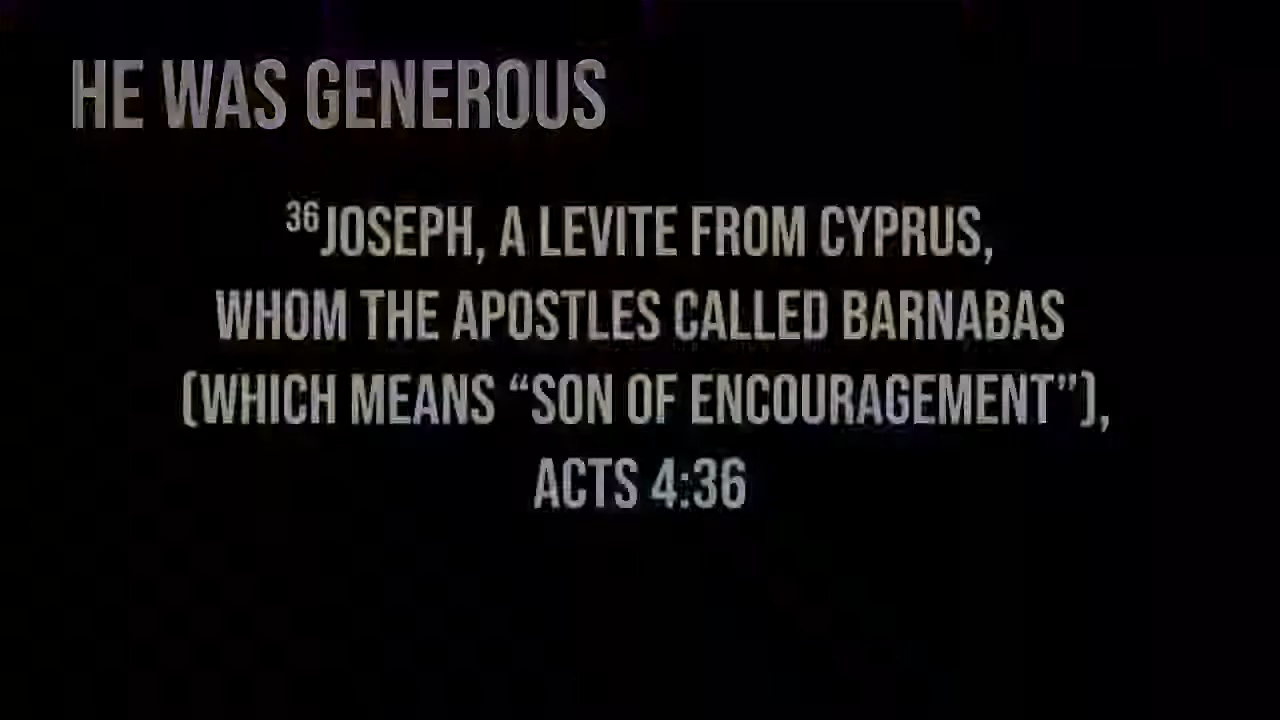 HE WAS GENEROUS
³⁶JOSEPH, A LEVITE FROM CYPRUS,
WHOM THE APOSTLES CALLED BARNABAS
(WHICH MEANS “SON OF ENCOURAGEMENT”),
ACTS 4:36